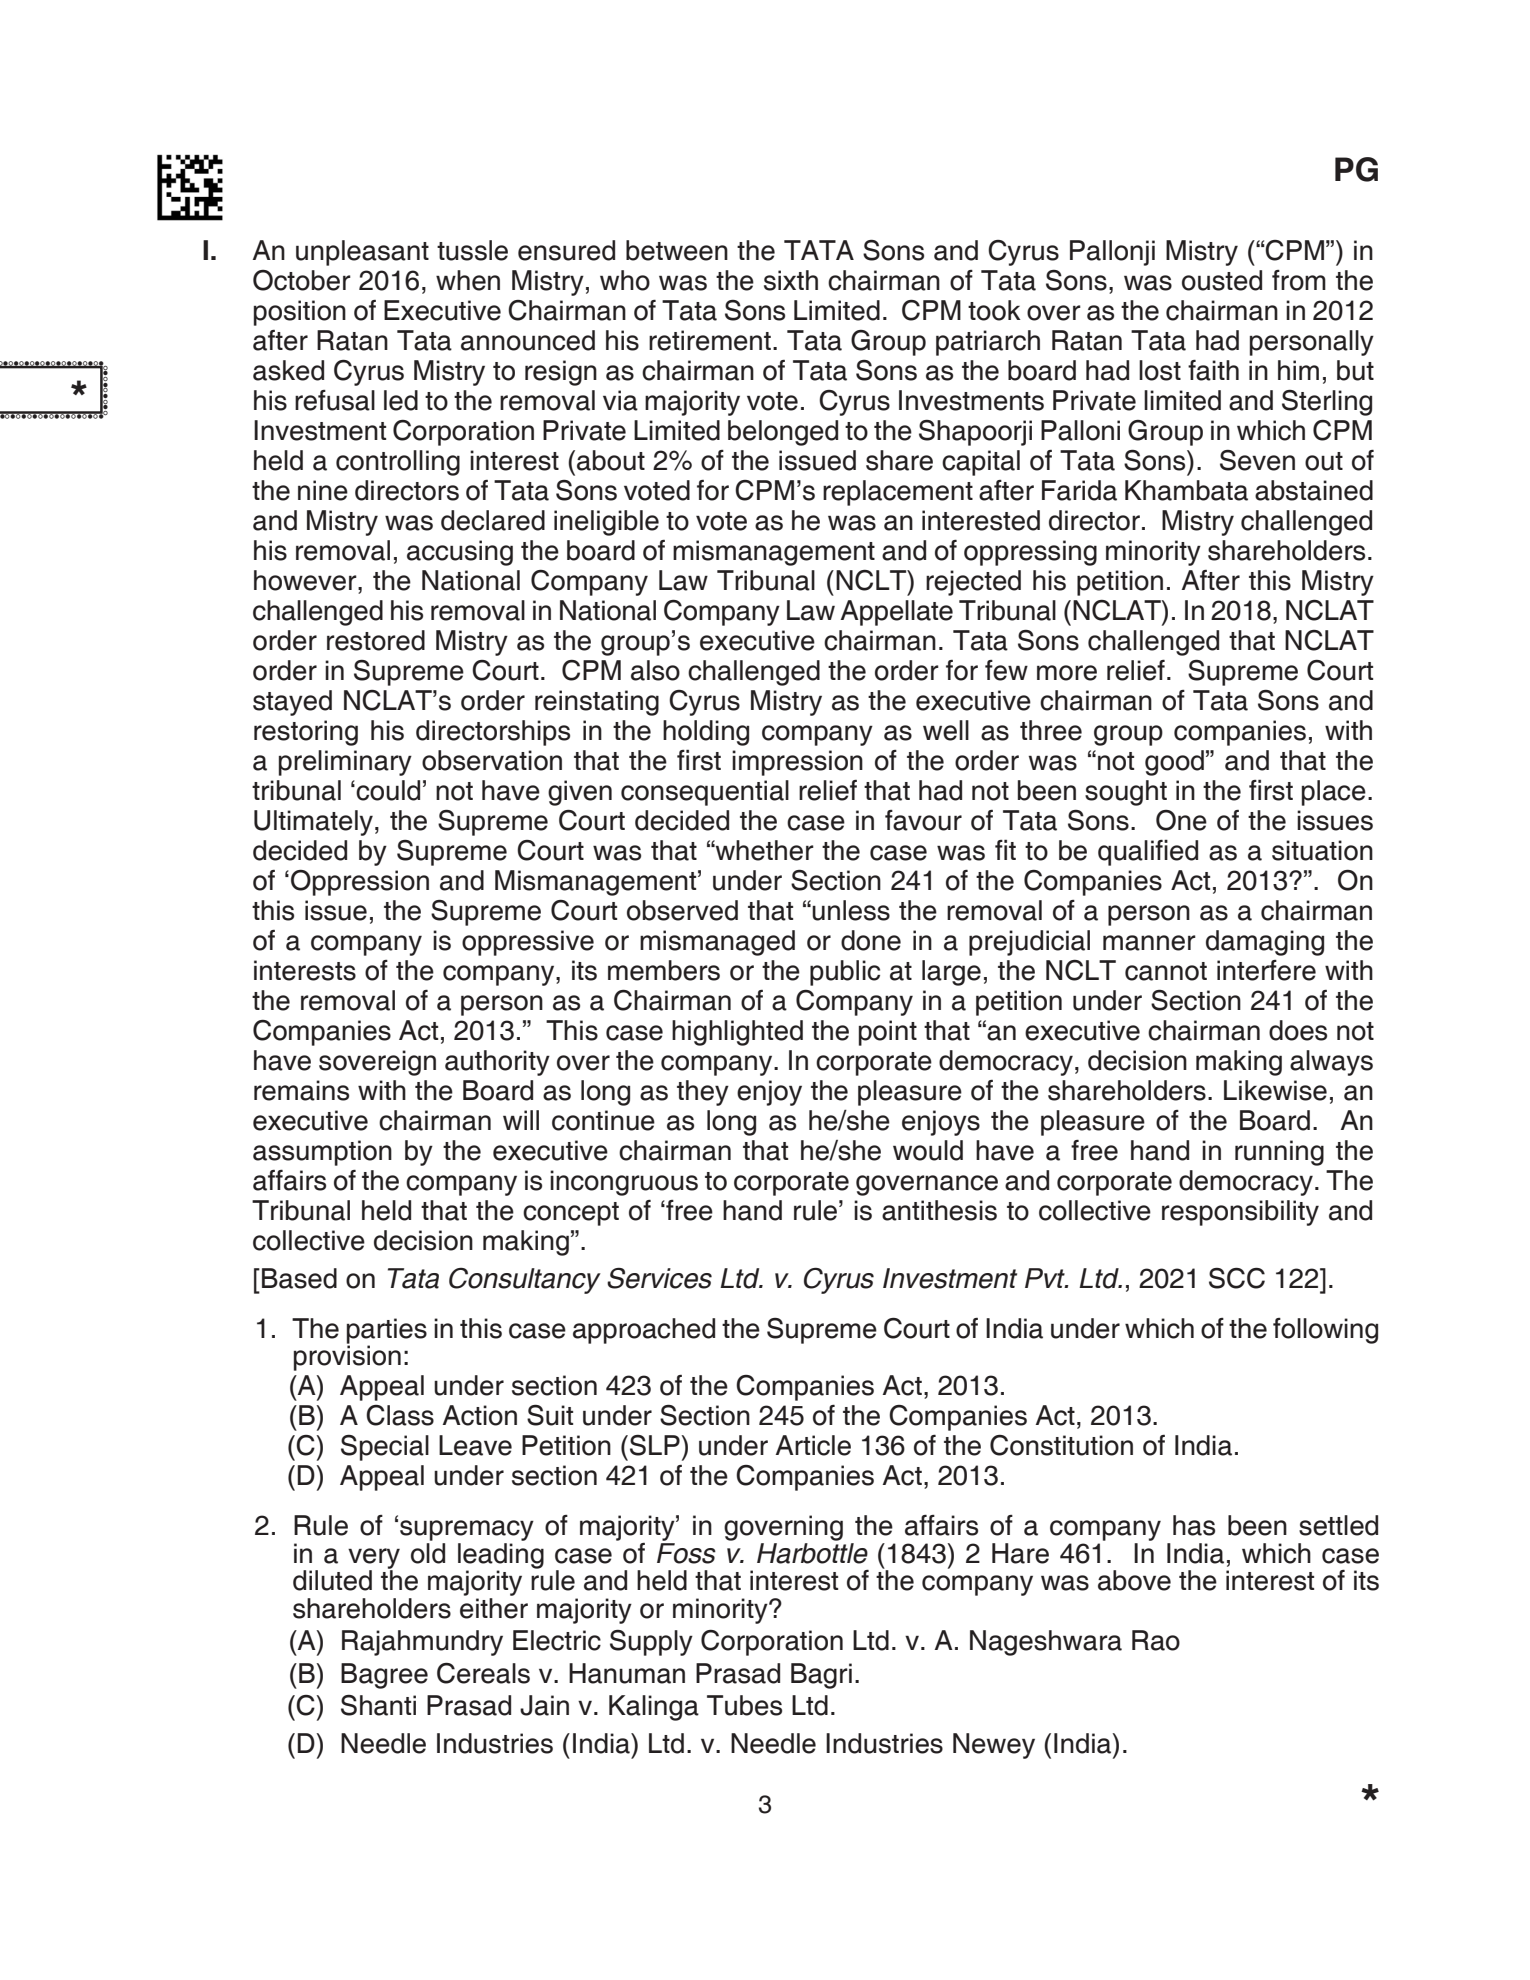 PG
I. An unpleasant tussle ensured between the TATA Sons and Cyrus Pallonji Mistry (“CPM”) in
October 2016, when Mistry, who was the sixth chairman of Tata Sons, was ousted from the
position of Executive Chairman of Tata Sons Limited. CPM took over as the chairman in 2012
after Ratan Tata announced his retirement. Tata Group patriarch Ratan Tata had personally
asked Cyrus Mistry to resign as chairman of Tata Sons as the board had lost faith in him, but
*
his refusal led to the removal via majority vote. Cyrus Investments Private limited and Sterling
Investment Corporation Private Limited belonged to the Shapoorji Palloni Group in which CPM
held a controlling interest (about 2% of the issued share capital of Tata Sons). Seven out of
the nine directors of Tata Sons voted for CPM’s replacement after Farida Khambata abstained
and Mistry was declared ineligible to vote as he was an interested director. Mistry challenged
his removal, accusing the board of mismanagement and of oppressing minority shareholders.
however, the National Company Law Tribunal (NCLT) rejected his petition. After this Mistry
challenged his removal in National Company Law Appellate Tribunal (NCLAT). In 2018, NCLAT
order restored Mistry as the group’s executive chairman. Tata Sons challenged that NCLAT
order in Supreme Court. CPM also challenged the order for few more relief. Supreme Court
stayed NCLAT’s order reinstating Cyrus Mistry as the executive chairman of Tata Sons and
restoring his directorships in the holding company as well as three group companies, with
a preliminary observation that the first impression of the order was “not good” and that the
tribunal ‘could’ not have given consequential relief that had not been sought in the first place.
Ultimately, the Supreme Court decided the case in favour of Tata Sons. One of the issues
decided by Supreme Court was that “whether the case was fit to be qualified as a situation
of ‘Oppression and Mismanagement’ under Section 241 of the Companies Act, 2013?”. On
this issue, the Supreme Court observed that “unless the removal of a person as a chairman
of a company is oppressive or mismanaged or done in a prejudicial manner damaging the
interests of the company, its members or the public at large, the NCLT cannot interfere with
the removal of a person as a Chairman of a Company in a petition under Section 241 of the
Companies Act, 2013.” This case highlighted the point that “an executive chairman does not
have sovereign authority over the company. In corporate democracy, decision making always
remains with the Board as long as they enjoy the pleasure of the shareholders. Likewise, an
executive chairman will continue as long as he/she enjoys the pleasure of the Board. An
assumption by the executive chairman that he/she would have a free hand in running the
affairs of the company is incongruous to corporate governance and corporate democracy. The
Tribunal held that the concept of ‘free hand rule’ is antithesis to collective responsibility and
collective decision making”.
[Based on Tata Consultancy Services Ltd. v. Cyrus Investment Pvt. Ltd., 2021 SCC 122].
1. The parties in this case approached the Supreme Court of India under which of the following
provision:
(A) Appeal under section 423 of the Companies Act, 2013.
(B) A Class Action Suit under Section 245 of the Companies Act, 2013.
(C) Special Leave Petition (SLP) under Article 136 of the Constitution of India.
(D) Appeal under section 421 of the Companies Act, 2013.
2. Rule of ‘supremacy of majority’ in governing the affairs of a company has been settled
in a very old leading case of Foss v. Harbottle (1843) 2 Hare 461. In India, which case
diluted the majority rule and held that interest of the company was above the interest of its
shareholders either majority or minority?
(A) Rajahmundry Electric Supply Corporation Ltd. v. A. Nageshwara Rao
(B) Bagree Cereals v. Hanuman Prasad Bagri.
(C) Shanti Prasad Jain v. Kalinga Tubes Ltd.
(D) Needle Industries (India) Ltd. v. Needle Industries Newey (India).
3
*